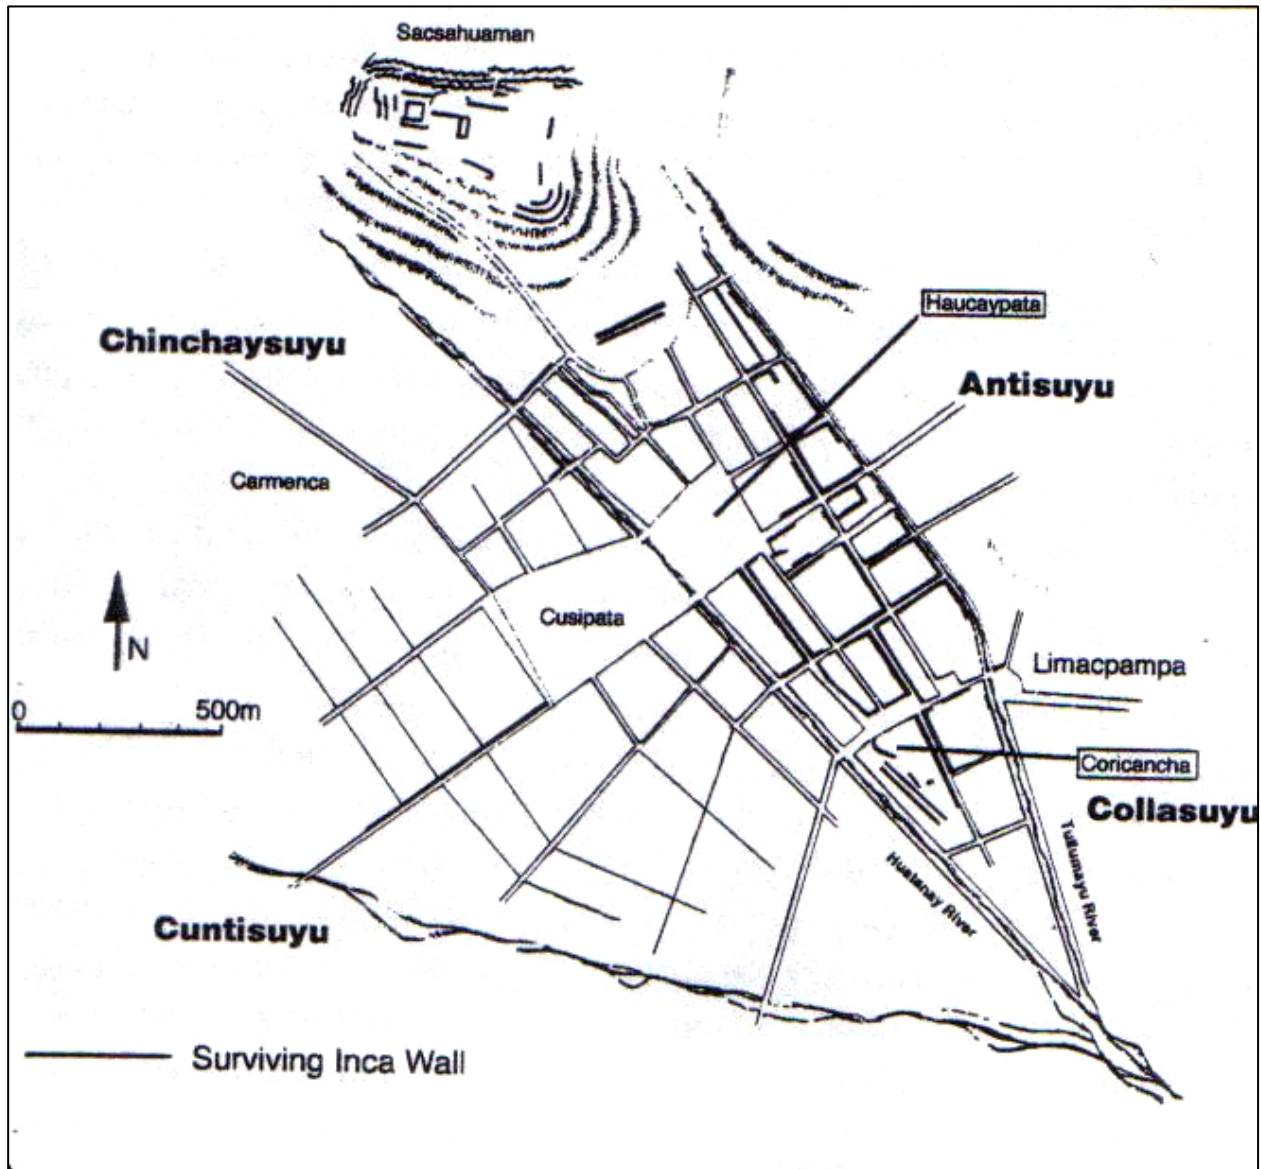 Sacsahuaman
Haucaypata
Chinchaysuyu
Antisuyu
Carmenca
Cusipata
N
Limacpampa
0 500m
Coricancha
Collasuyu
Tullumayu River
Huatanay River
Cuntisuyu
Surviving Inca Wall